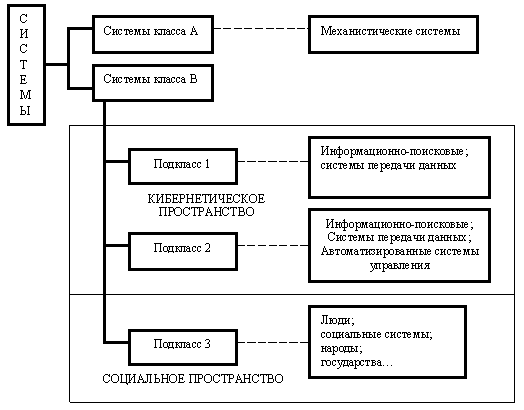 СИСТЕМЫ
Системы класса А
Механистические системы
Системы класса В
Подкласс 1
Информационно-поисковые;
системы передачи данных
КИБЕРНЕТИЧЕСКОЕ
ПРОСТРАНСТВО
Подкласс 2
Информационно-поисковые;
Системы передачи данных;
Автоматизированные системы
управления
Подкласс 3
Люди;
социальные системы;
народы;
государства...
СОЦИАЛЬНОЕ ПРОСТРАНСТВО